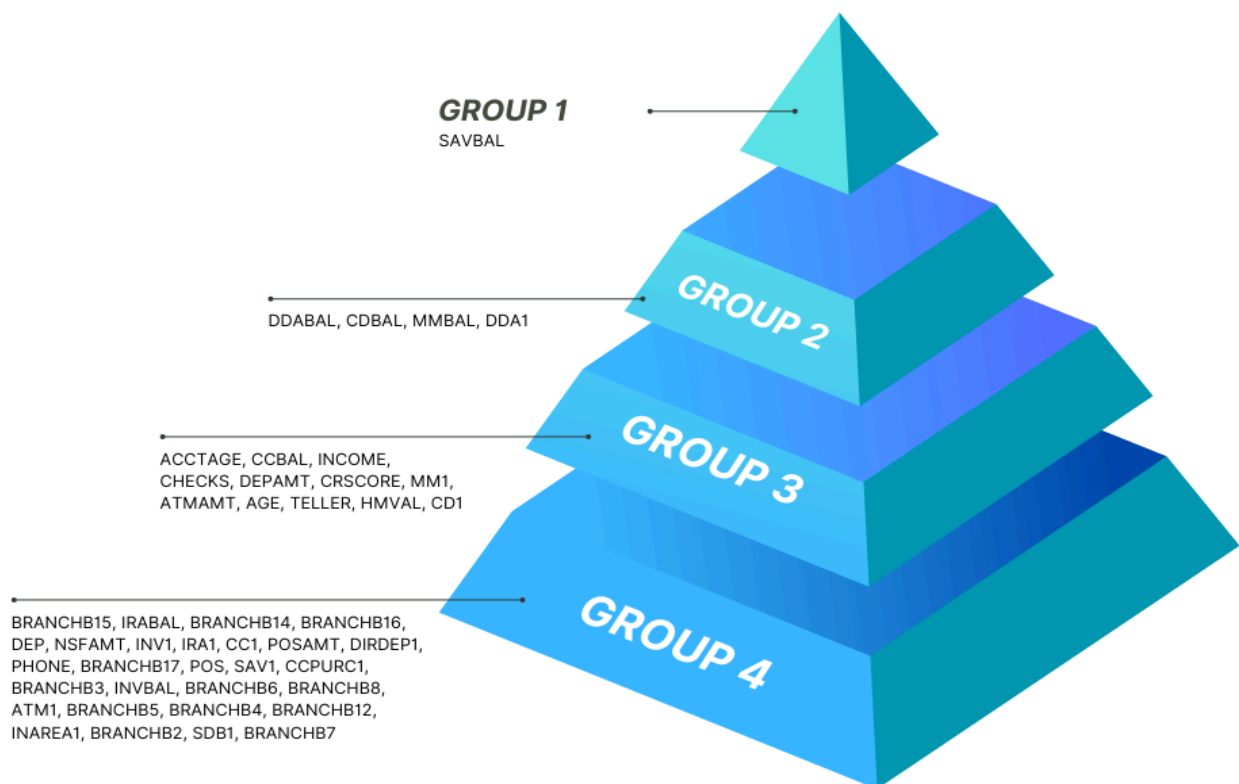 GROUP 1
SAVBAL
GROUP 2
DDABAL, CDBAL, MMBAL, DDA1
GROUP 3
ACCTAGE, CCBAL, INCOME,
CHECKS, DEPAMT, CRSCORE, MM1,
ATMAMT, AGE, TELLER, HMVAL, CD1
GROUP 4
BRANCHB15, IRABAL, BRANCHB14, BRANCHB16,
DEP, NSFAMT, INV1, IRA1, CC1, POSAMT, DIRDEP1,
PHONE, BRANCHB17, POS, SAV1, CCPURC1,
BRANCHB3, INVBAL, BRANCHB6, BRANCHB8,
ATM1, BRANCHB5, BRANCHB4, BRANCHB12,
INAREA1, BRANCHB2, SDB1, BRANCHB7